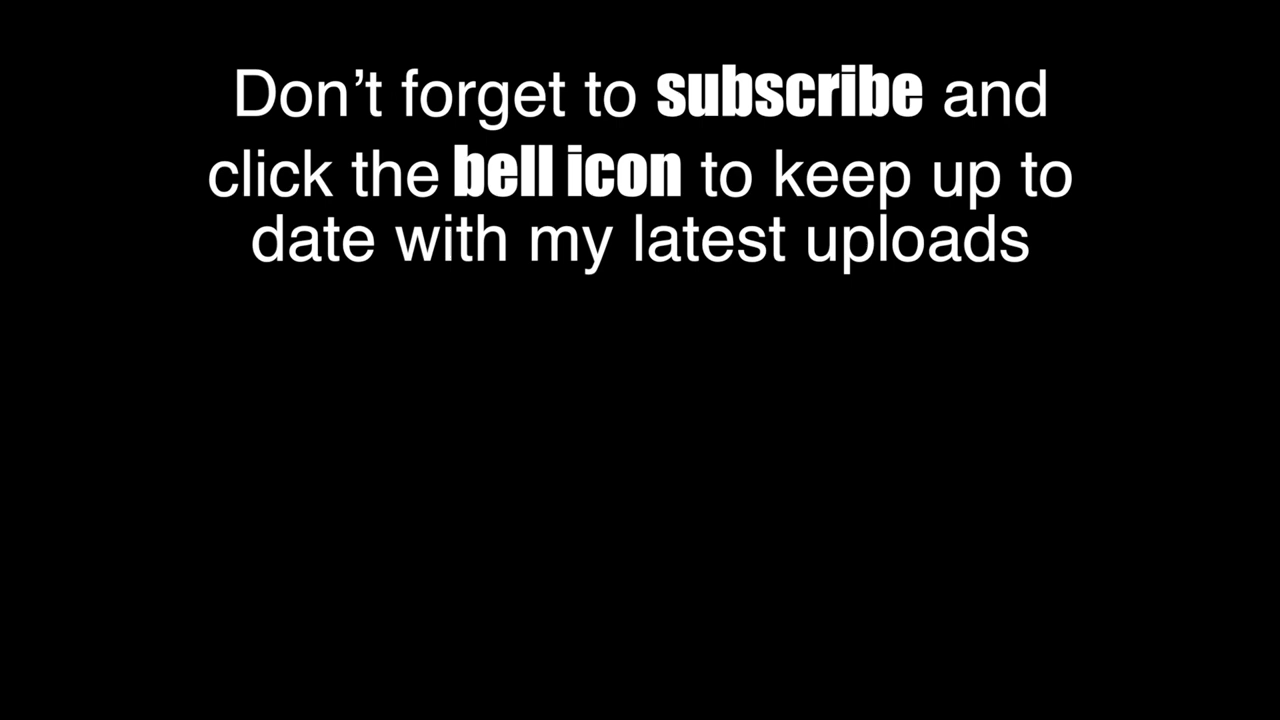 Don’t forget to subscribe and
click the bell icon to keep up to
date with my latest uploads